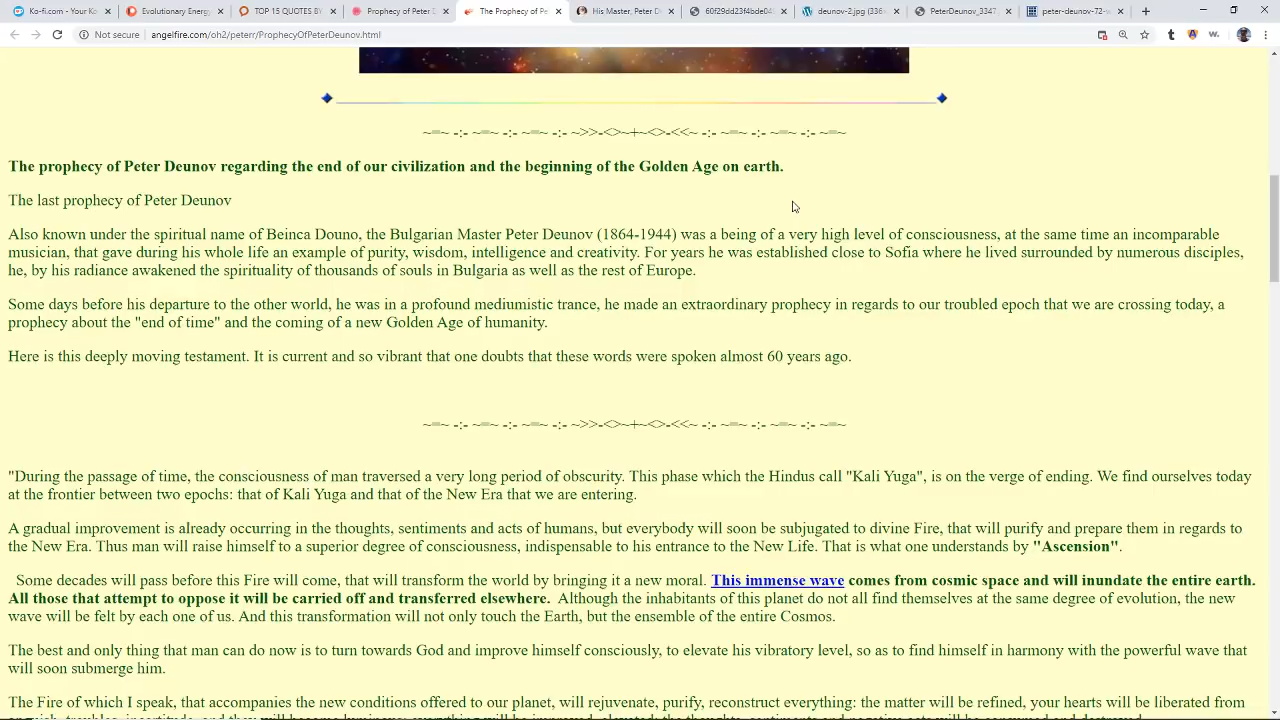 Ko-fi.com - Your Ko
Evolutionary Energy
TOP 15 QUOTES BY
Prophecy of Peter D
The Prophecy of Pe
His Master, Peter D
60f29dd23f4bde04
deunov-2.jpg (336×
PeterDeunov_3347
peter-deunov-72-
Not secure | angelfire.com/oh2/peterr/ProphecyOfPeterDeunov.html
~=~ -:- ~=~ -:- ~=~ -:- ~>>-<>~+~<>-<<~ -:- ~=~ -:- ~=~ -:- ~=~
The prophecy of Peter Deunov regarding the end of our civilization and the beginning of the Golden Age on earth.
The last prophecy of Peter Deunov
Also known under the spiritual name of Beinca Douno, the Bulgarian Master Peter Deunov (1864-1944) was a being of a very high level of consciousness, at the same time an incomparable
musician, that gave during his whole life an example of purity, wisdom, intelligence and creativity. For years he was established close to Sofia where he lived surrounded by numerous disciples,
he, by his radiance awakened the spirituality of thousands of souls in Bulgaria as well as the rest of Europe.
Some days before his departure to the other world, he was in a profound mediumistic trance, he made an extraordinary prophecy in regards to our troubled epoch that we are crossing today, a
prophecy about the "end of time" and the coming of a new Golden Age of humanity.
Here is this deeply moving testament. It is current and so vibrant that one doubts that these words were spoken almost 60 years ago.
~=~ -:- ~=~ -:- ~=~ -:- ~>>-<>~+~<>-<<~ -:- ~=~ -:- ~=~ -:- ~=~
"During the passage of time, the consciousness of man traversed a very long period of obscurity. This phase which the Hindus call "Kali Yuga", is on the verge of ending. We find ourselves today
at the frontier between two epochs: that of Kali Yuga and that of the New Era that we are entering.
A gradual improvement is already occurring in the thoughts, sentiments and acts of humans, but everybody will soon be subjugated to divine Fire, that will purify and prepare them in regards to
the New Era. Thus man will raise himself to a superior degree of consciousness, indispensable to his entrance to the New Life. That is what one understands by "Ascension".
Some decades will pass before this Fire will come, that will transform the world by bringing it a new moral. This immense wave comes from cosmic space and will inundate the entire earth.
All those that attempt to oppose it will be carried off and transferred elsewhere. Although the inhabitants of this planet do not all find themselves at the same degree of evolution, the new
wave will be felt by each one of us. And this transformation will not only touch the Earth, but the ensemble of the entire Cosmos.
The best and only thing that man can do now is to turn towards God and improve himself consciously, to elevate his vibratory level, so as to find himself in harmony with the powerful wave that
will soon submerge him.
The Fire of which I speak, that accompanies the new conditions offered to our planet, will rejuvenate, purify, reconstruct everything: the matter will be refined, your hearts will be liberated from